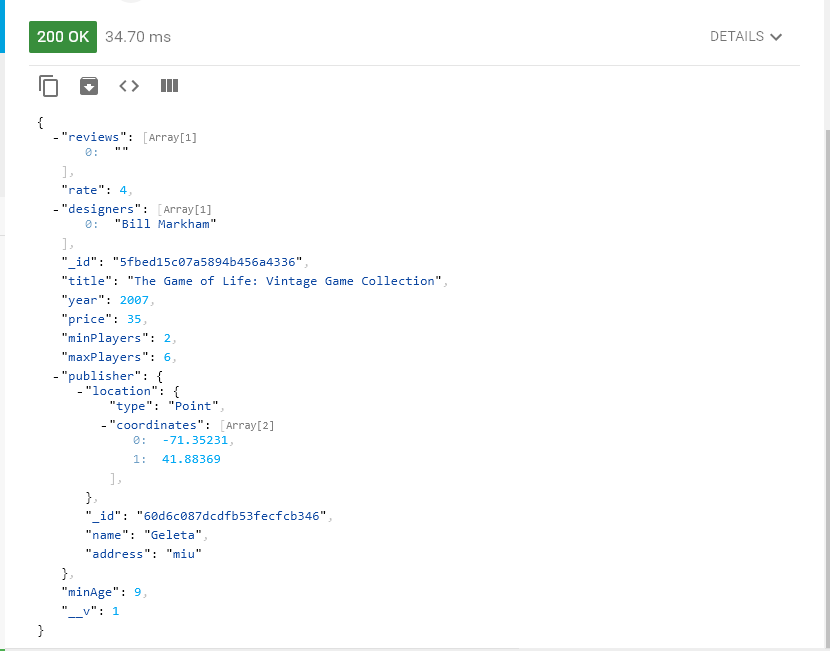 200 OK 34.70 ms DETAILS
{
-"reviews": [Array[1]
0: ""
],
"rate": 4,
-"designers": [Array[1]
0: "Bill Markham"
],
"_id": "5fbed15c07a5894b456a4336",
"title": "The Game of Life: Vintage Game Collection",
"year": 2007,
"price": 35,
"minPlayers": 2,
"maxPlayers": 6,
-"publisher": {
-"location": {
"type": "Point",
-"coordinates": [Array[2]
0: -71.35231,
1: 41.88369
],
},
"_id": "60d6c087dcdfb53fecfcb346",
"name": "Geleta",
"address": "miu"
},
"minAge": 9,
"__v": 1
}